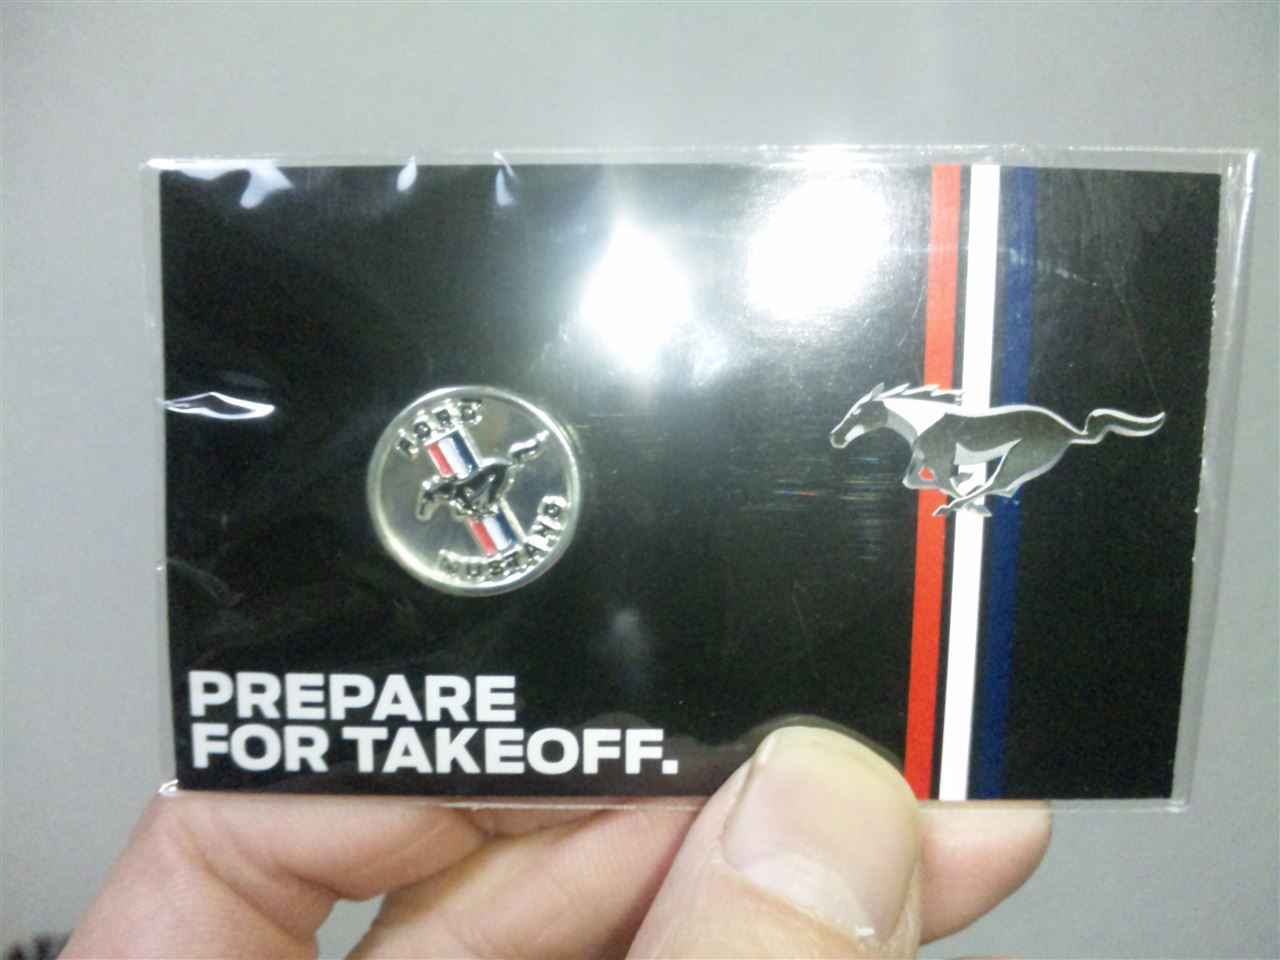 FORD
MUSTANG
PREPARE
FOR TAKEOFF.